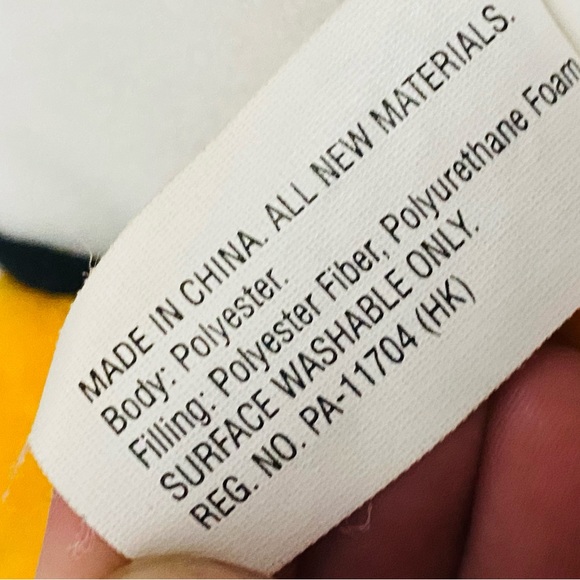 MADE IN CHINA. ALL NEW MATERIALS.
Body: Polyester.
Filling: Polyester Fiber, Polyurethane Foam
SURFACE WASHABLE ONLY.
REG. NO. PA-11704 (HK)